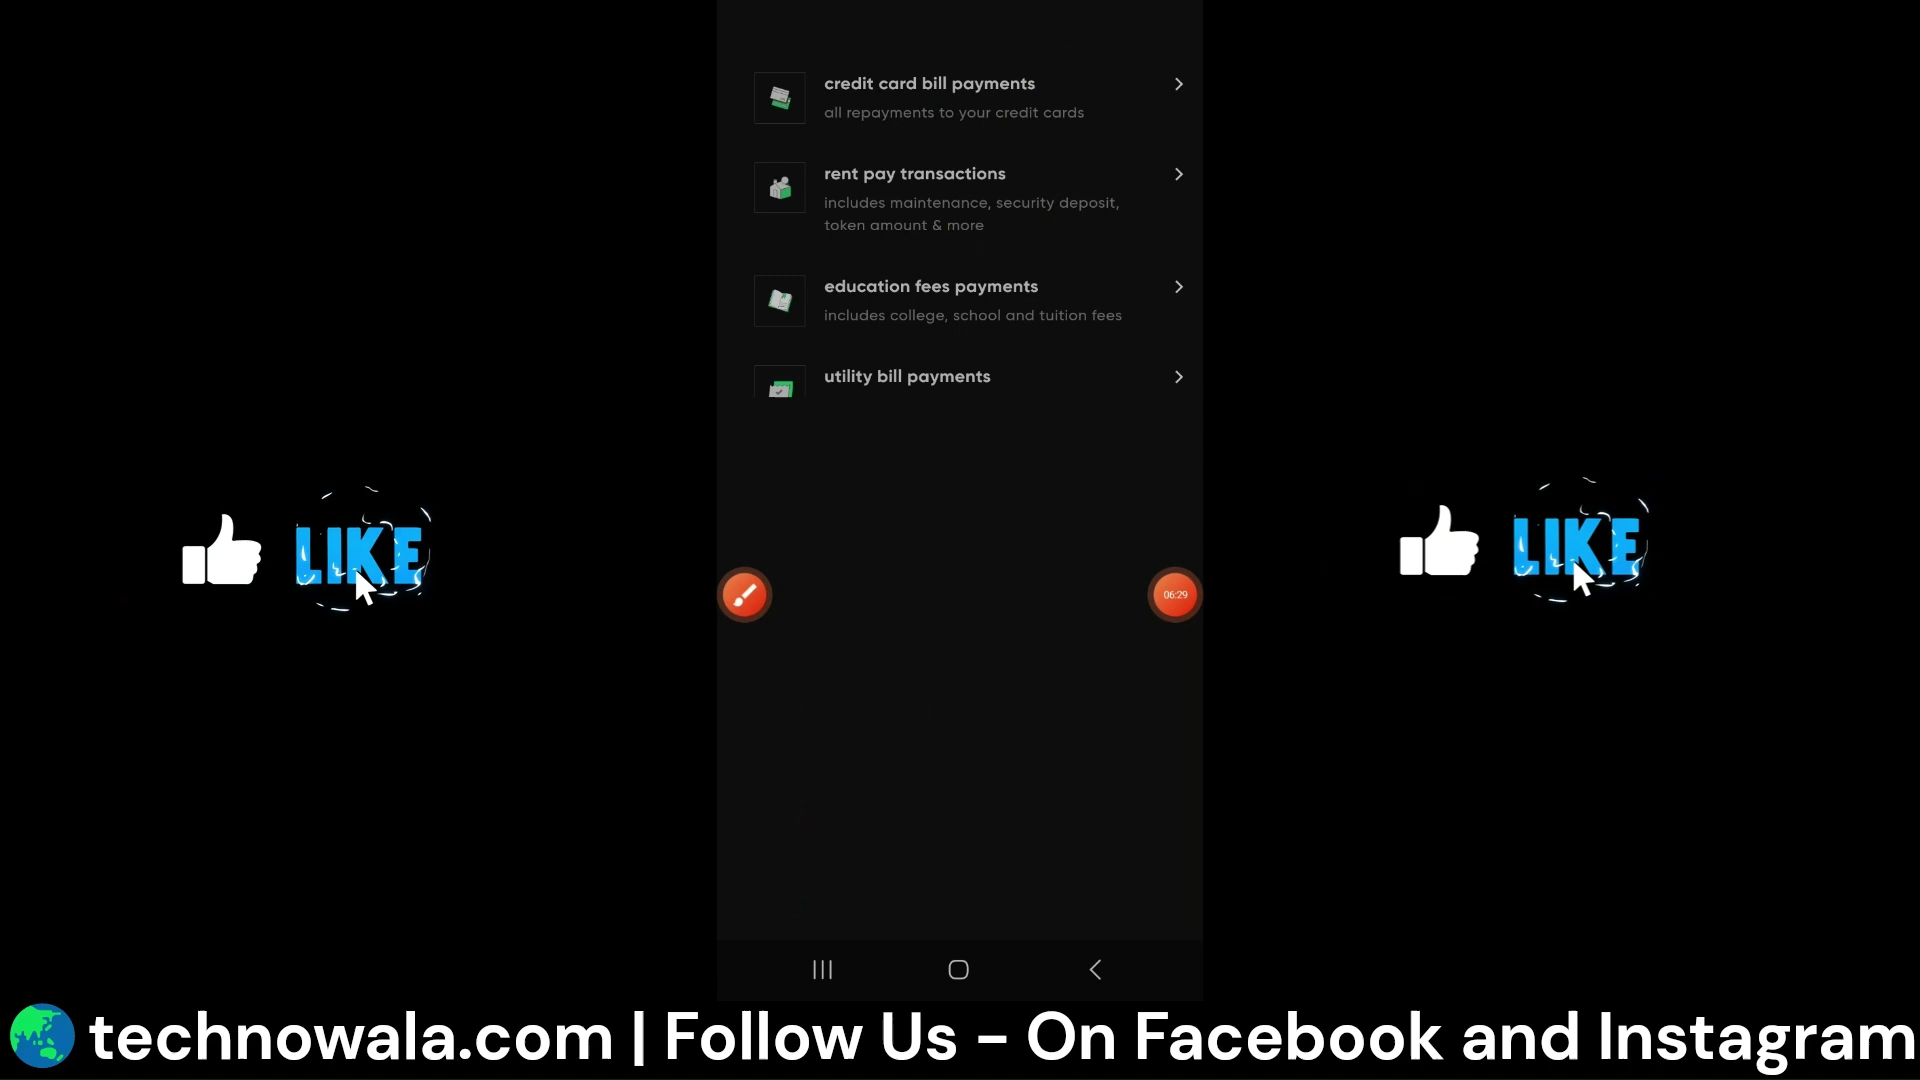 credit card bill payments
all repayments to your credit cards
rent pay transactions
includes maintenance, security deposit,
token amount & more
education fees payments
includes college, school and tuition fees
utility bill payments
LIKE
LIKE
06:29
technowala.com | Follow Us – On Facebook and Instagram